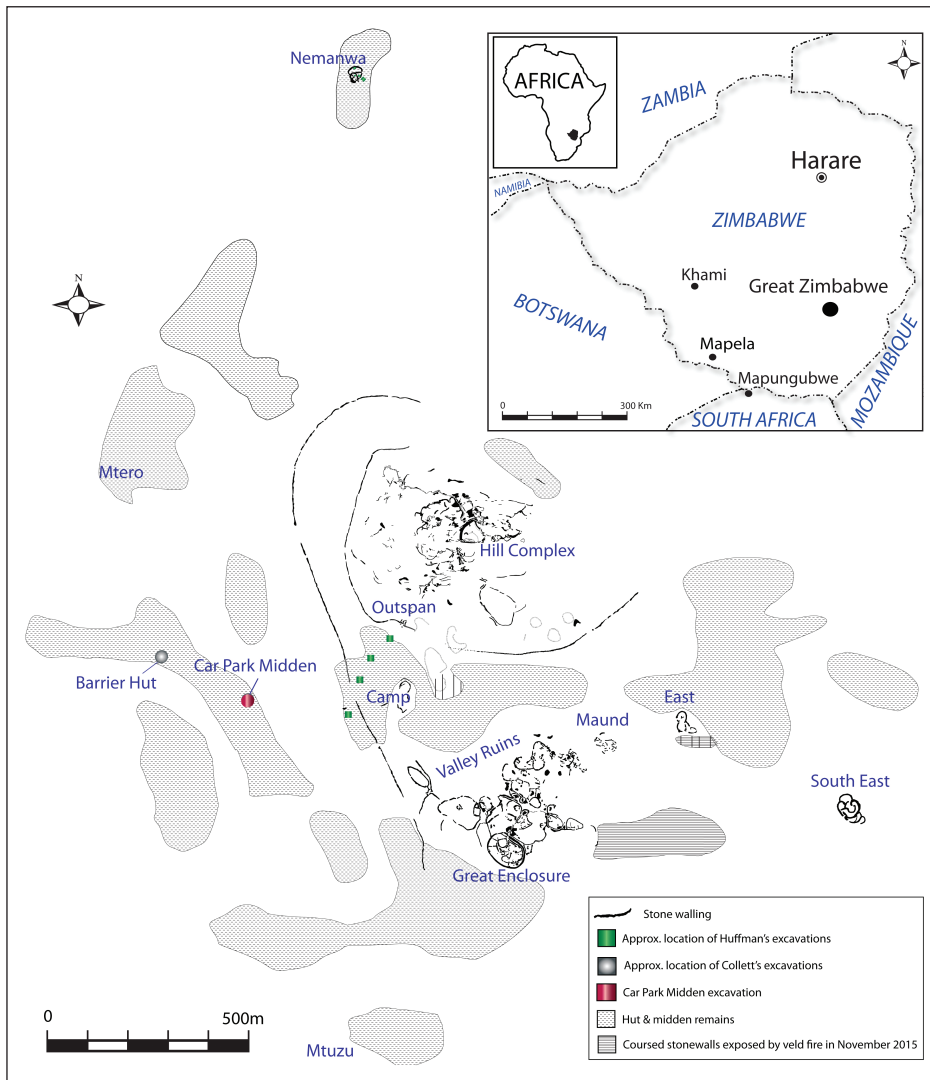 Nemanwa
N
AFRICA
N
ZAMBIA
NAMIBIA
Harare
ZIMBABWE
Khami
Great Zimbabwe
BOTSWANA
Mapela
Mapungubwe
MOZAMBIQUE
0 300 Km
SOUTH AFRICA
Mtero
Hill Complex
Outspan
Car Park Midden
Barrier Hut
Camp
East
Maund
Valley Ruins
South East
Great Enclosure
Stone walling
Approx. location of Huffman's excavations
Approx. location of Collett's excavations
Car Park Midden excavation
Hut & midden remains
Coursed stonewalls exposed by veld fire in November 2015
0 500m
Mtuzu